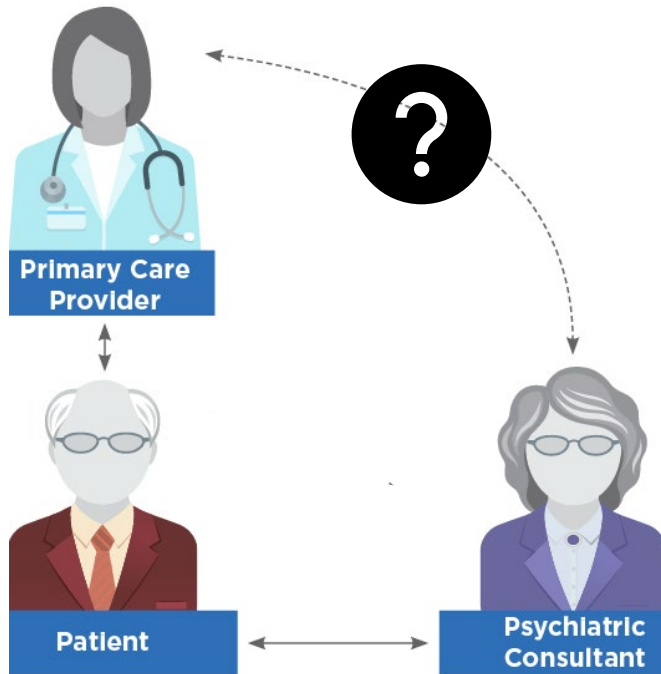 ?
Primary Care
Provider
Patient
Psychiatric
Consultant